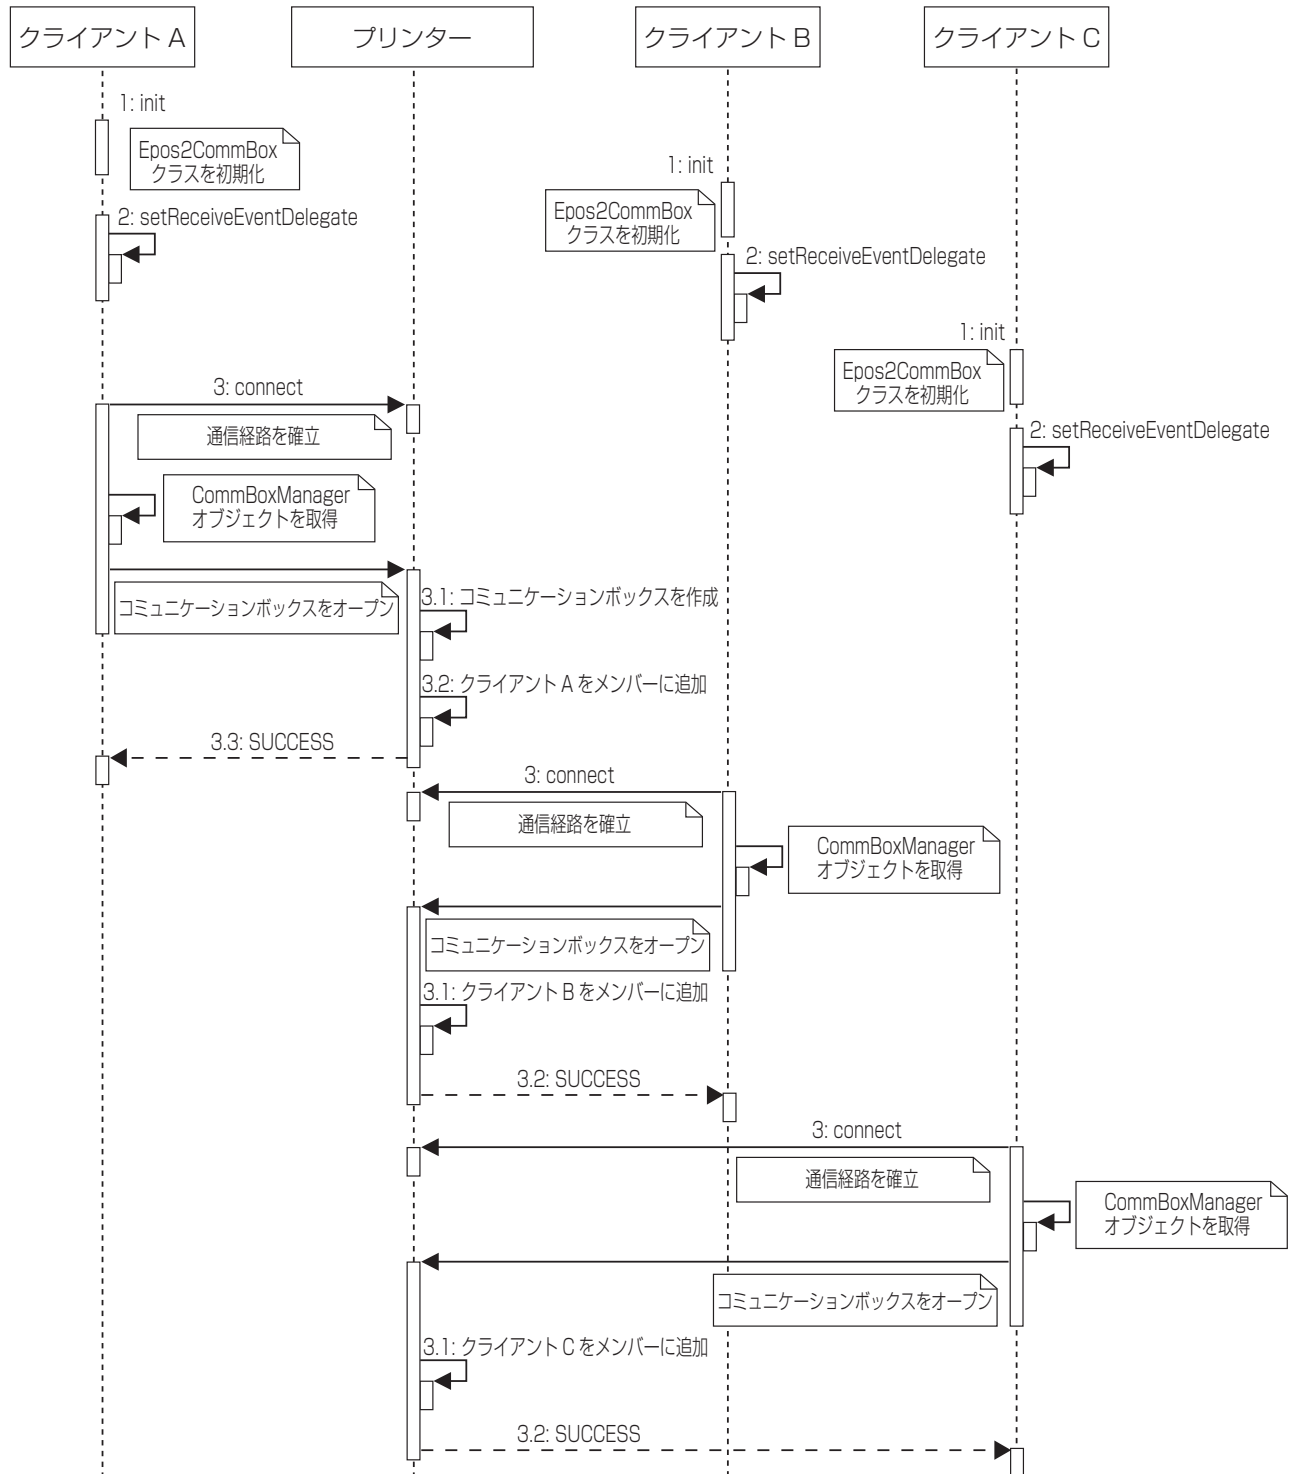 クライアント A
プリンター
クライアント B
クライアント C
1: init
Epos2CommBox
クラスを初期化
2: setReceiveEventDelegate
1: init
Epos2CommBox
クラスを初期化
2: setReceiveEventDelegate
1: init
Epos2CommBox
クラスを初期化
2: setReceiveEventDelegate
3: connect
通信経路を確立
CommBoxManager
オブジェクトを取得
コミュニケーションボックスをオープン
3.1: コミュニケーションボックスを作成
3.2: クライアント A をメンバーに追加
3.3: SUCCESS
3: connect
通信経路を確立
CommBoxManager
オブジェクトを取得
コミュニケーションボックスをオープン
3.1: クライアント B をメンバーに追加
3.2: SUCCESS
3: connect
通信経路を確立
CommBoxManager
オブジェクトを取得
コミュニケーションボックスをオープン
3.1: クライアント C をメンバーに追加
3.2: SUCCESS